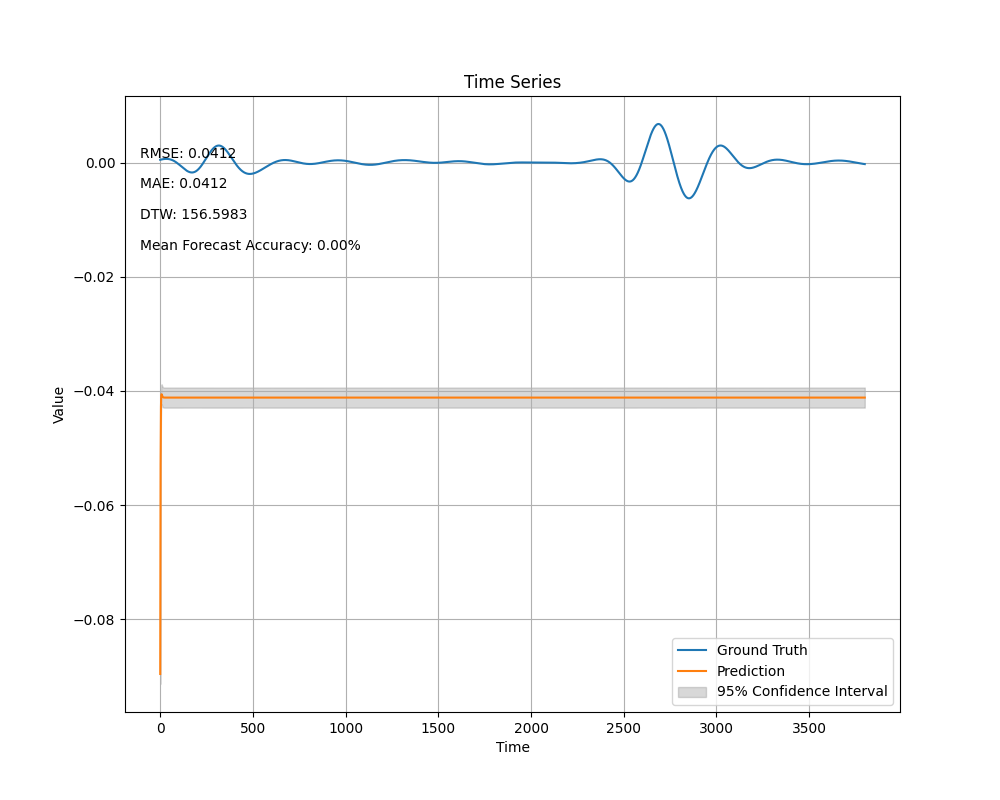 Time Series
RMSE: 0.0412
MAE: 0.0412
DTW: 156.5983
Mean Forecast Accuracy: 0.00%
0.00
−0.02
−0.04
−0.06
−0.08
Value
Ground Truth
Prediction
95% Confidence Interval
0 500 1000 1500 2000 2500 3000 3500
Time